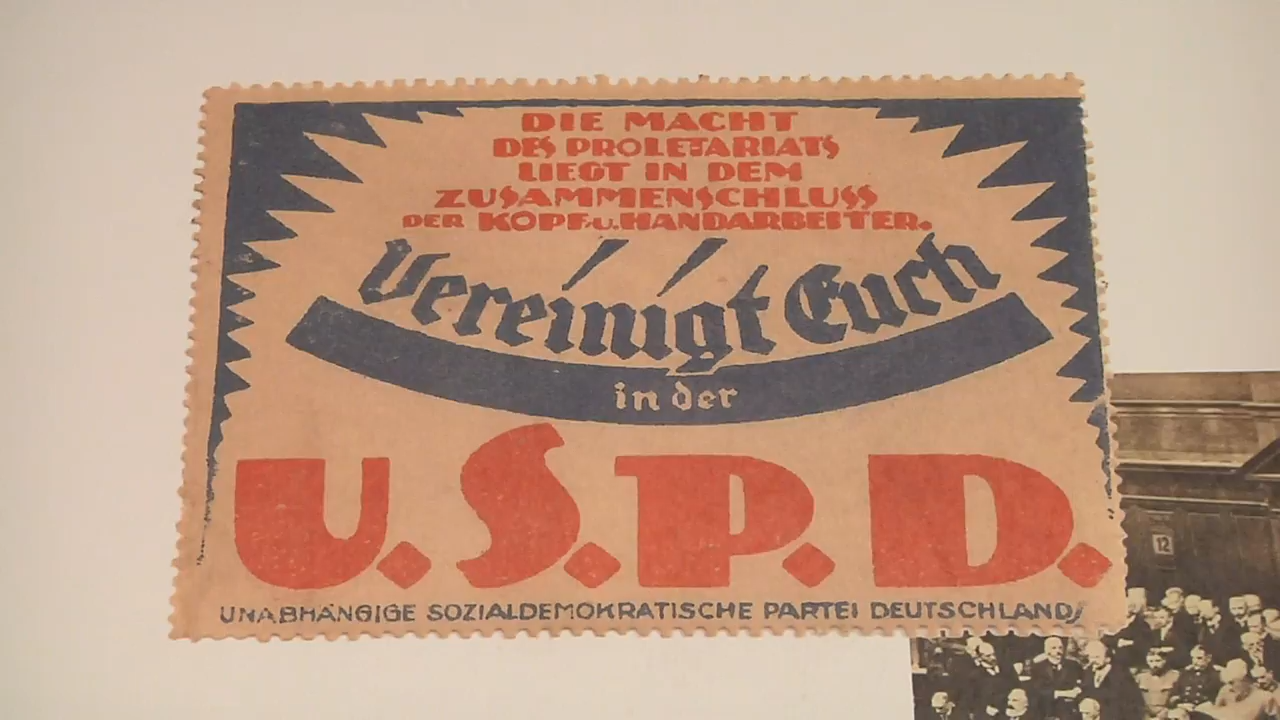 DIE MACHT
DES PROLETARIATS
LIEGT IN DEM
ZUSAMMENSCHLUSS
DER KOPF-u. HANDARBEITER.
Vereinigt Euch
in der
U.S.P.D.
UNABHÄNGIGE SOZIALDEMOKRATISCHE PARTEI DEUTSCHLANDS
12